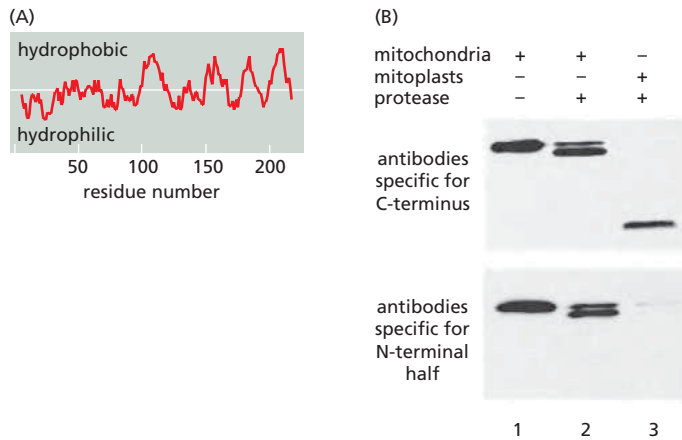 (A)
hydrophobic
hydrophilic
50 100 150 200
residue number
(B)
mitochondria + + –
mitoplasts – – +
protease – + +
antibodies
specific for
C-terminus
antibodies
specific for
N-terminal
half
1 2 3